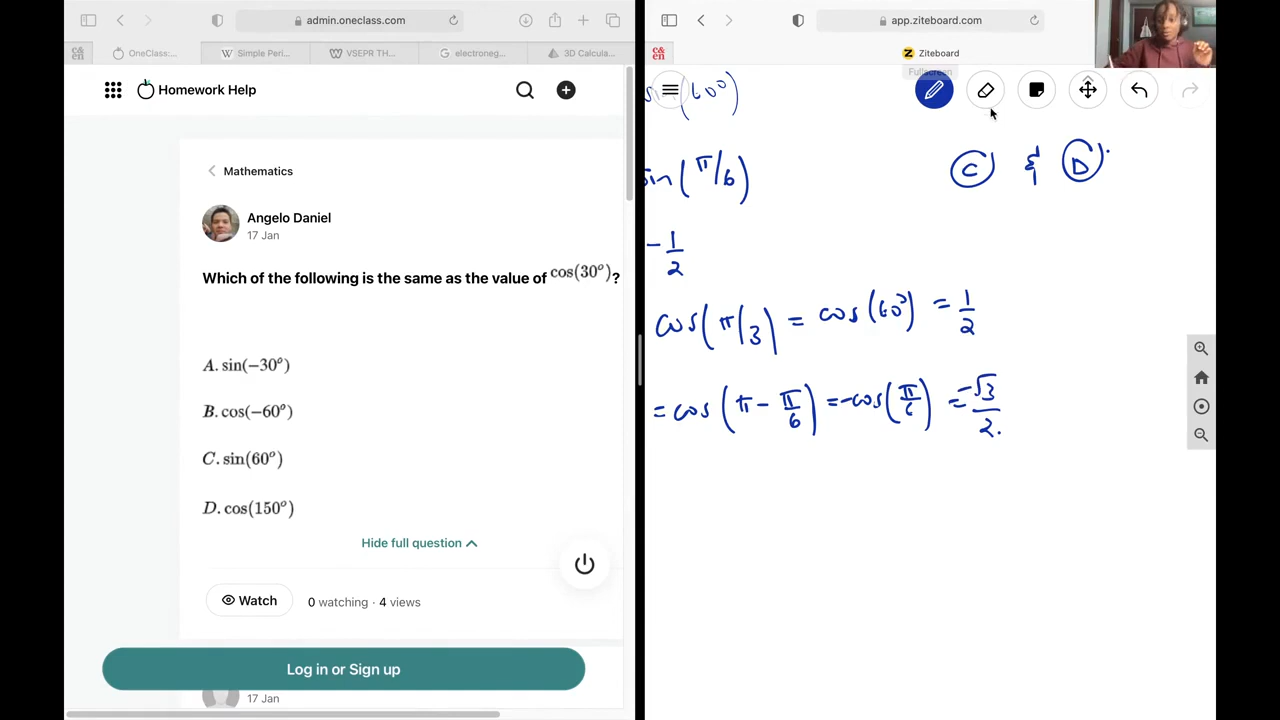 admin.oneclass.com
app.ziteboard.com
OneClass:...
Simple Peri...
VSEPR TH...
electroneg...
3D Calcula...
Ziteboard
Fullscreen
Homework Help
Mathematics
Angelo Daniel
17 Jan
Which of the following is the same as the value of cos(30°)?
A. sin(−30°)
B. cos(−60°)
C. sin(60°)
D. cos(150°)
Hide full question
Watch
0 watching · 4 views
Log in or Sign up
17 Jan
(60°)
sin(π/6)
C & D
-1/2
cos(π/3) = cos(60°) = 1/2
= cos(π - π/6) = -cos(π/6) = -√3/2.